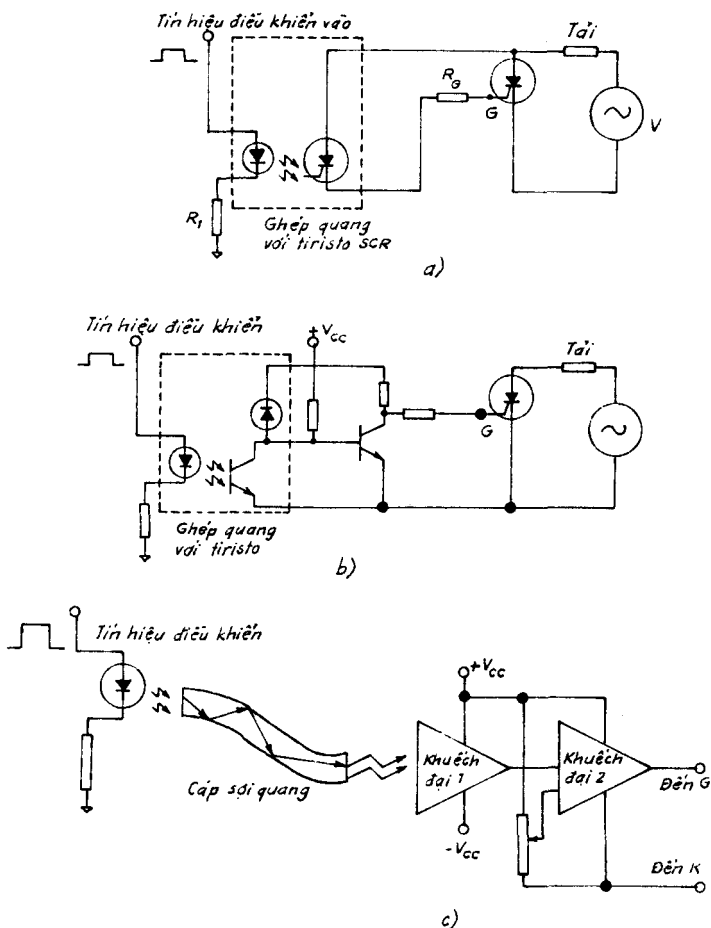 Tín hiệu điều khiển vào
Tải
R_G
G
V
R_1
Ghép quang
với tiristo SCR
a)
Tín hiệu điều khiển
+V_CC
Tải
G
Ghép quang
với tiristo
b)
Tín hiệu điều khiển
+V_CC
Khuếch
đại 1
Khuếch
đại 2
Đến G
Cáp sợi quang
-V_CC
Đến K
c)